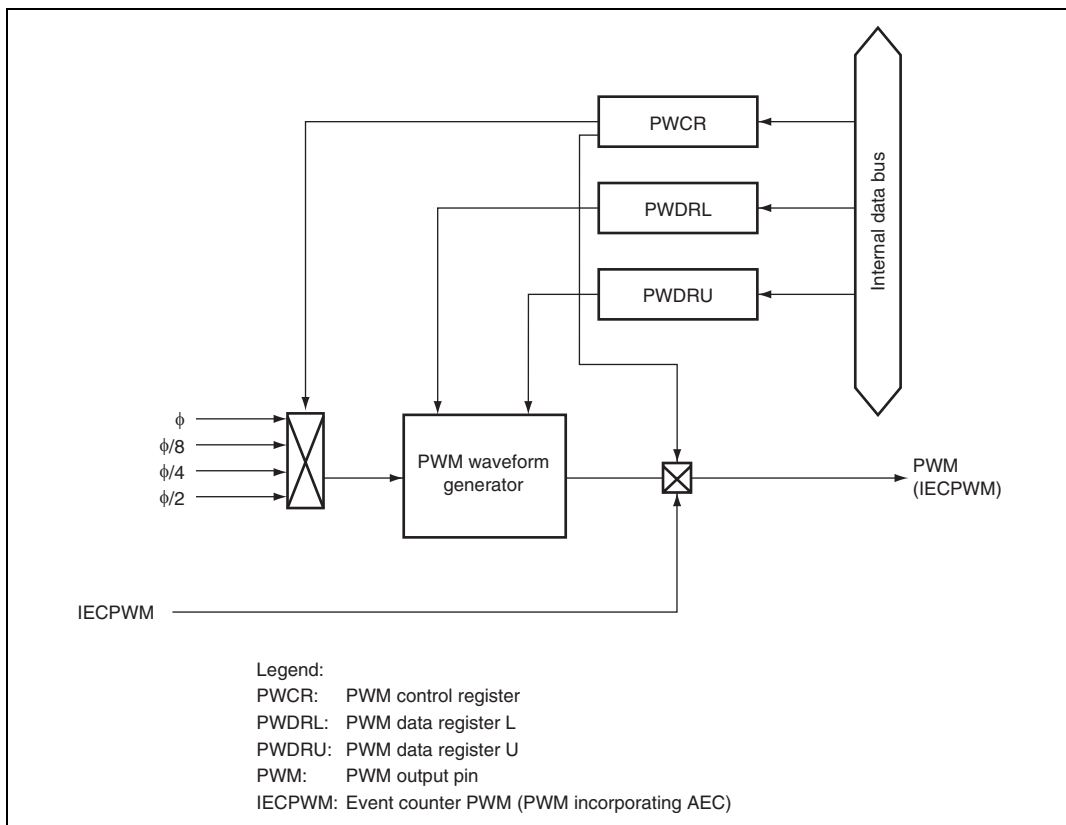 PWCR
PWDRL
PWDRU
Internal data bus
ϕ
ϕ/8
ϕ/4
ϕ/2
PWM waveform
generator
PWM
(IECPWM)
IECPWM
Legend:
PWCR: PWM control register
PWDRL: PWM data register L
PWDRU: PWM data register U
PWM: PWM output pin
IECPWM: Event counter PWM (PWM incorporating AEC)